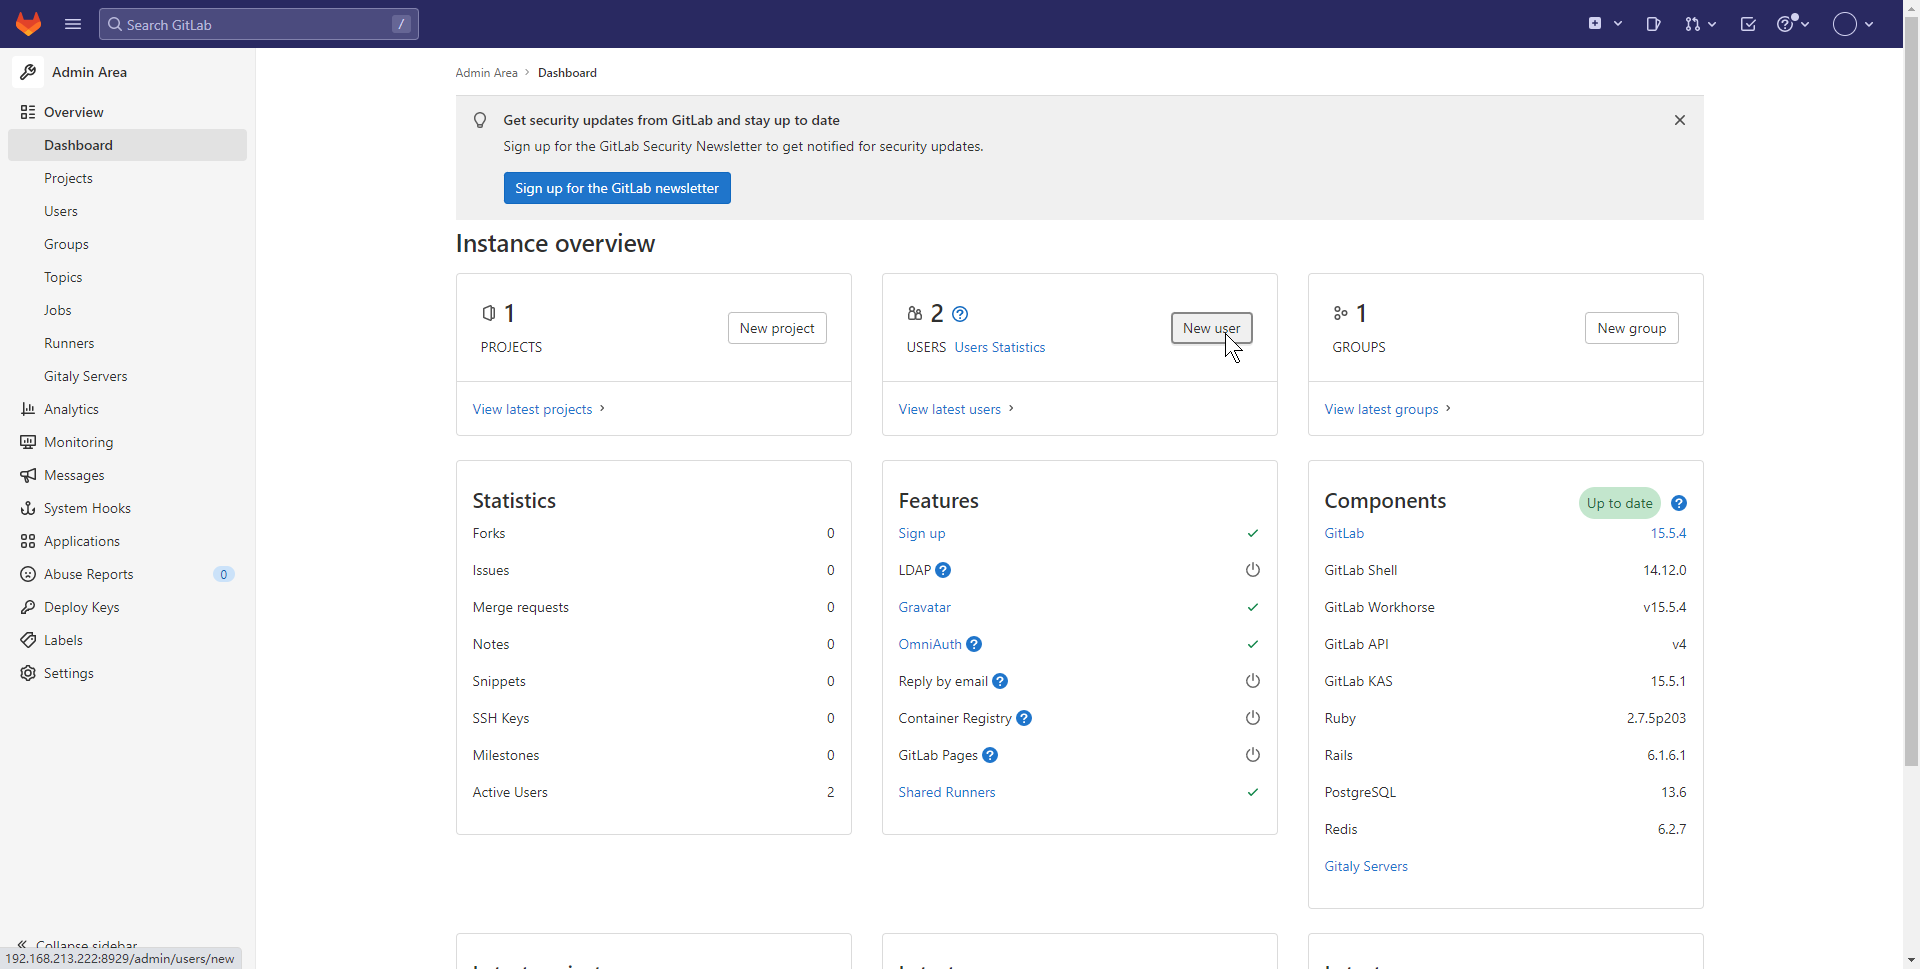 Search GitLab
/
Admin Area
Overview
Dashboard
Projects
Users
Groups
Topics
Jobs
Runners
Gitaly Servers
Analytics
Monitoring
Messages
System Hooks
Applications
Abuse Reports 0
Deploy Keys
Labels
Settings
Collapse sidebar
192.168.213.222:8929/admin/users/new
Admin Area › Dashboard
Get security updates from GitLab and stay up to date
Sign up for the GitLab Security Newsletter to get notified for security updates.
Sign up for the GitLab newsletter
Instance overview
1
PROJECTS
New project
View latest projects
2
USERS Users Statistics
New user
View latest users
1
GROUPS
New group
View latest groups
Statistics
Forks 0
Issues 0
Merge requests 0
Notes 0
Snippets 0
SSH Keys 0
Milestones 0
Active Users 2
Features
Sign up
LDAP
Gravatar
OmniAuth
Reply by email
Container Registry
GitLab Pages
Shared Runners
Components Up to date
GitLab 15.5.4
GitLab Shell 14.12.0
GitLab Workhorse v15.5.4
GitLab API v4
GitLab KAS 15.5.1
Ruby 2.7.5p203
Rails 6.1.6.1
PostgreSQL 13.6
Redis 6.2.7
Gitaly Servers